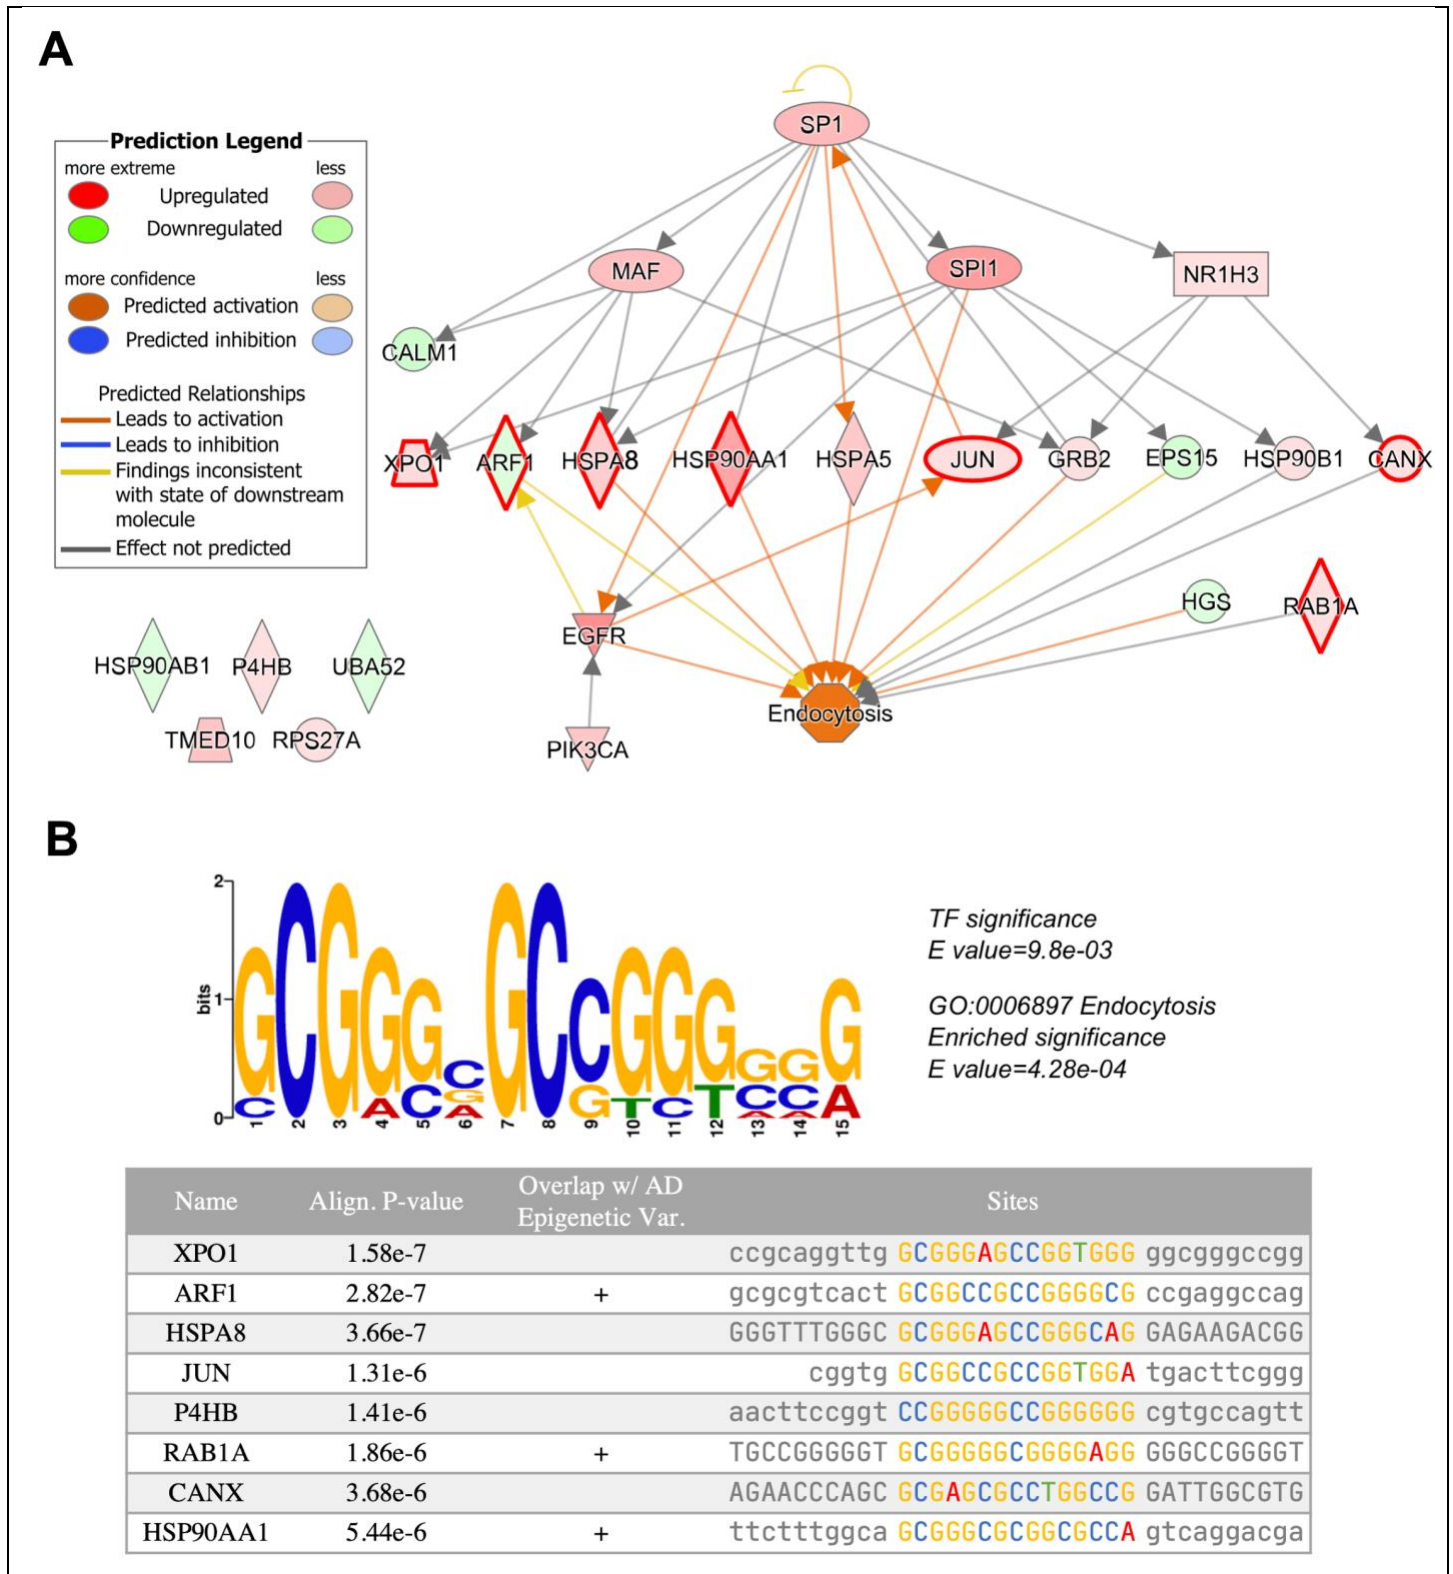 A
SP1
Prediction Legend
more extreme less
Upregulated
Downregulated
more confidence less
Predicted activation
Predicted inhibition
Predicted Relationships
Leads to activation
Leads to inhibition
Findings inconsistent
with state of downstream
molecule
Effect not predicted
MAF SPI1 NR1H3
CALM1
XPO1 ARF1 HSPA8 HSP90AA1 HSPA5 JUN GRB2 EPS15 HSP90B1 CANX
HGS RAB1A
EGFR
HSP90AB1 P4HB UBA52
Endocytosis
TMED10 RPS27A
PIK3CA
B
2
bits
1
0
G C G G G C G C C G G G G G G
C A C G G T C T C C A
A A A
1 2 3 4 5 6 7 8 9 10 11 12 13 14 15
TF significance
E value=9.8e-03
GO:0006897 Endocytosis
Enriched significance
E value=4.28e-04
Name Align. P-value Overlap w/ AD Epigenetic Var. Sites
XPO1 1.58e-7 ccgcaggttg GCGGGAGCCGGTGGG ggcgggccgg
ARF1 2.82e-7 + gcgcgtcact GCGGCCGCCGGGGCG ccgaggccag
HSPA8 3.66e-7 GGGTTTGGGC GCGGGAGCCGGGCAG GAGAAGACGG
JUN 1.31e-6 cggtg GCGGCCGCCGGTGGA tgacttcggg
P4HB 1.41e-6 aacttccggt CCGGGGGCCGGGGGG cgtgccagtt
RAB1A 1.86e-6 + TGCCGGGGGT GCGGGGGCGGGGAGG GGGCCGGGGT
CANX 3.68e-6 AGAACCCAGC GCGAGCGCCTGGCCG GATTGGCGTG
HSP90AA1 5.44e-6 + ttctttggca GCGGGCGCGGCGCCA gtcaggacga